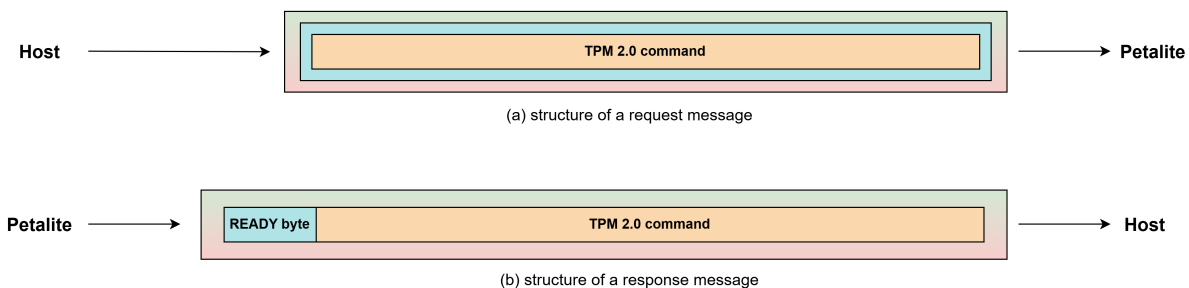 Host TPM 2.0 command Petalite
(a) structure of a request message
Petalite READY byte TPM 2.0 command Host
(b) structure of a response message